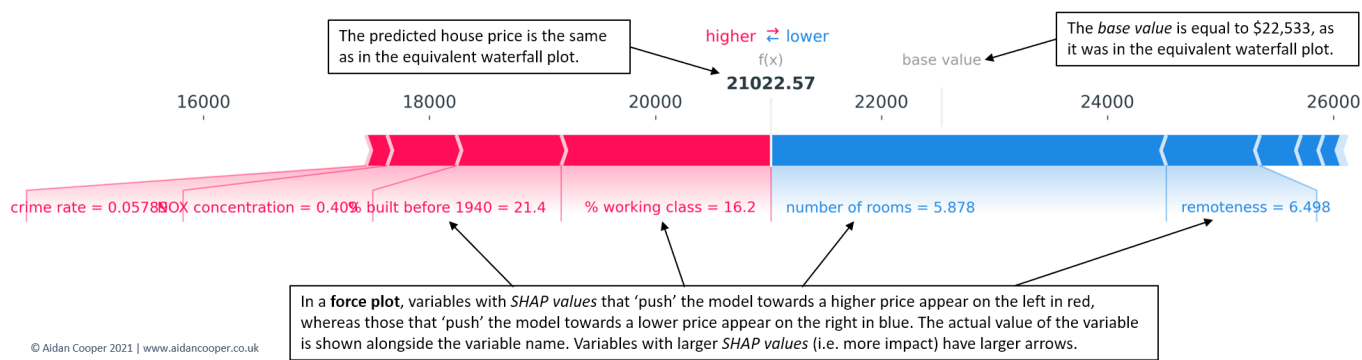 The predicted house price is the same
as in the equivalent waterfall plot.
The base value is equal to $22,533, as
it was in the equivalent waterfall plot.
higher ⇄ lower
f(x)
base value
21022.57
16000 18000 20000 22000 24000 26000
crime rate = 0.05789 NOX concentration = 0.409 % built before 1940 = 21.4 % working class = 16.2 number of rooms = 5.878 remoteness = 6.498
In a force plot, variables with SHAP values that ‘push’ the model towards a higher price appear on the left in red,
whereas those that ‘push’ the model towards a lower price appear on the right in blue. The actual value of the variable
is shown alongside the variable name. Variables with larger SHAP values (i.e. more impact) have larger arrows.
© Aidan Cooper 2021 | www.aidancooper.co.uk